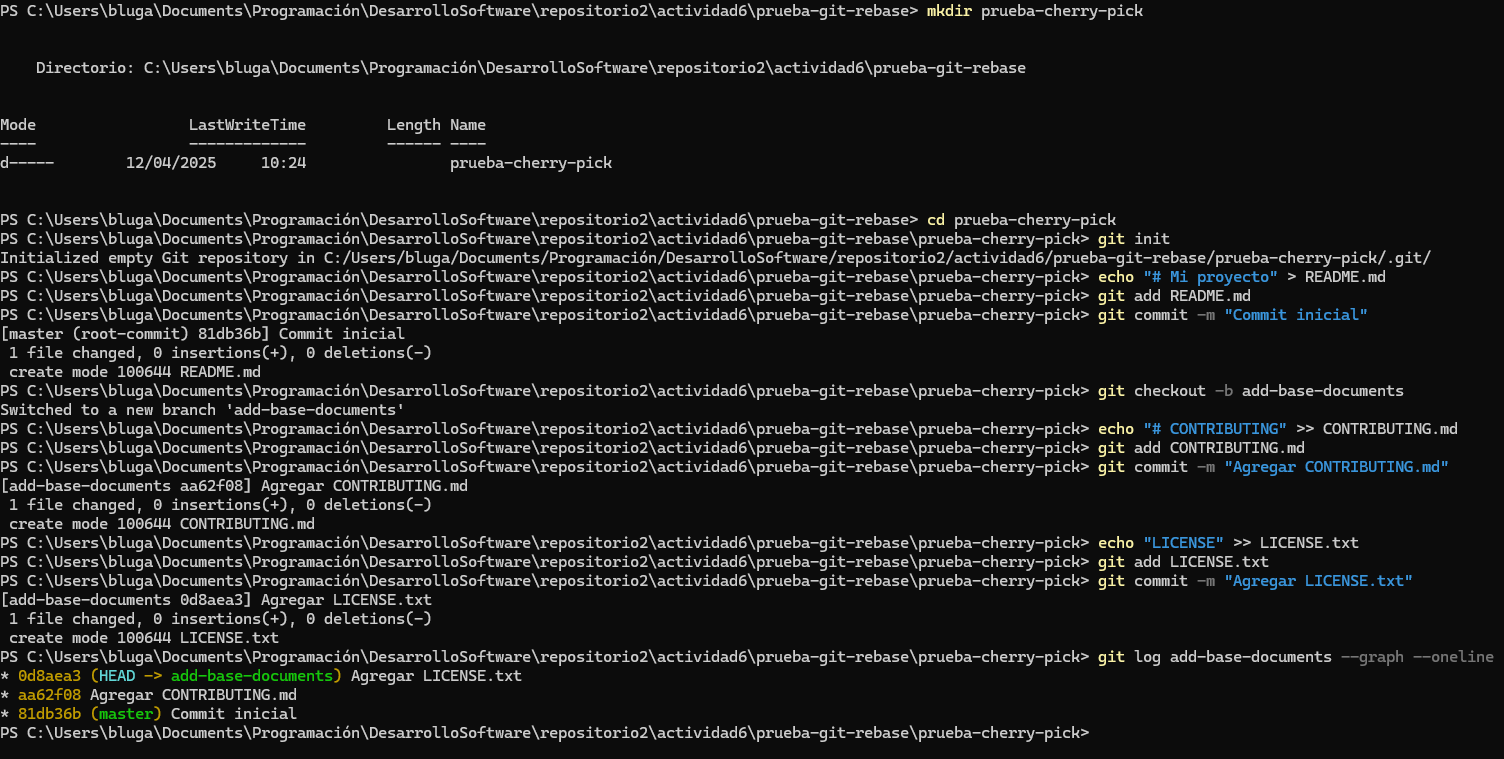 PS C:\Users\bluga\Documents\Programación\DesarrolloSoftware\repositorio2\actividad6\prueba-git-rebase> mkdir prueba-cherry-pick
Directorio: C:\Users\bluga\Documents\Programación\DesarrolloSoftware\repositorio2\actividad6\prueba-git-rebase
Mode                 LastWriteTime         Length Name
----                 -------------         ------ ----
d-----        12/04/2025     10:24                prueba-cherry-pick
PS C:\Users\bluga\Documents\Programación\DesarrolloSoftware\repositorio2\actividad6\prueba-git-rebase> cd prueba-cherry-pick
PS C:\Users\bluga\Documents\Programación\DesarrolloSoftware\repositorio2\actividad6\prueba-git-rebase\prueba-cherry-pick> git init
Initialized empty Git repository in C:/Users/bluga/Documents/Programación/DesarrolloSoftware/repositorio2/actividad6/prueba-git-rebase/prueba-cherry-pick/.git/
PS C:\Users\bluga\Documents\Programación\DesarrolloSoftware\repositorio2\actividad6\prueba-git-rebase\prueba-cherry-pick> echo "# Mi proyecto" > README.md
PS C:\Users\bluga\Documents\Programación\DesarrolloSoftware\repositorio2\actividad6\prueba-git-rebase\prueba-cherry-pick> git add README.md
PS C:\Users\bluga\Documents\Programación\DesarrolloSoftware\repositorio2\actividad6\prueba-git-rebase\prueba-cherry-pick> git commit -m "Commit inicial"
[master (root-commit) 81db36b] Commit inicial
 1 file changed, 0 insertions(+), 0 deletions(-)
 create mode 100644 README.md
PS C:\Users\bluga\Documents\Programación\DesarrolloSoftware\repositorio2\actividad6\prueba-git-rebase\prueba-cherry-pick> git checkout -b add-base-documents
Switched to a new branch 'add-base-documents'
PS C:\Users\bluga\Documents\Programación\DesarrolloSoftware\repositorio2\actividad6\prueba-git-rebase\prueba-cherry-pick> echo "# CONTRIBUTING" >> CONTRIBUTING.md
PS C:\Users\bluga\Documents\Programación\DesarrolloSoftware\repositorio2\actividad6\prueba-git-rebase\prueba-cherry-pick> git add CONTRIBUTING.md
PS C:\Users\bluga\Documents\Programación\DesarrolloSoftware\repositorio2\actividad6\prueba-git-rebase\prueba-cherry-pick> git commit -m "Agregar CONTRIBUTING.md"
[add-base-documents aa62f08] Agregar CONTRIBUTING.md
 1 file changed, 0 insertions(+), 0 deletions(-)
 create mode 100644 CONTRIBUTING.md
PS C:\Users\bluga\Documents\Programación\DesarrolloSoftware\repositorio2\actividad6\prueba-git-rebase\prueba-cherry-pick> echo "LICENSE" >> LICENSE.txt
PS C:\Users\bluga\Documents\Programación\DesarrolloSoftware\repositorio2\actividad6\prueba-git-rebase\prueba-cherry-pick> git add LICENSE.txt
PS C:\Users\bluga\Documents\Programación\DesarrolloSoftware\repositorio2\actividad6\prueba-git-rebase\prueba-cherry-pick> git commit -m "Agregar LICENSE.txt"
[add-base-documents 0d8aea3] Agregar LICENSE.txt
 1 file changed, 0 insertions(+), 0 deletions(-)
 create mode 100644 LICENSE.txt
PS C:\Users\bluga\Documents\Programación\DesarrolloSoftware\repositorio2\actividad6\prueba-git-rebase\prueba-cherry-pick> git log add-base-documents --graph --oneline
* 0d8aea3 (HEAD -> add-base-documents) Agregar LICENSE.txt
* aa62f08 Agregar CONTRIBUTING.md
* 81db36b (master) Commit inicial
PS C:\Users\bluga\Documents\Programación\DesarrolloSoftware\repositorio2\actividad6\prueba-git-rebase\prueba-cherry-pick>